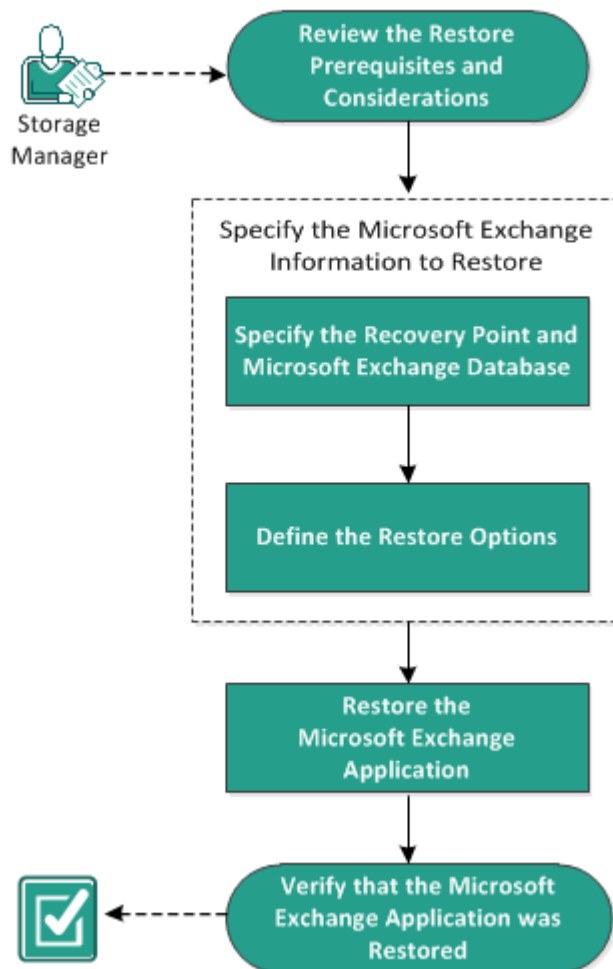 Review the Restore
Prerequisites and
Considerations
Storage
Manager
Specify the Microsoft Exchange
Information to Restore
Specify the Recovery Point and
Microsoft Exchange Database
Define the Restore Options
Restore the
Microsoft Exchange
Application
Verify that the Microsoft
Exchange Application was
Restored